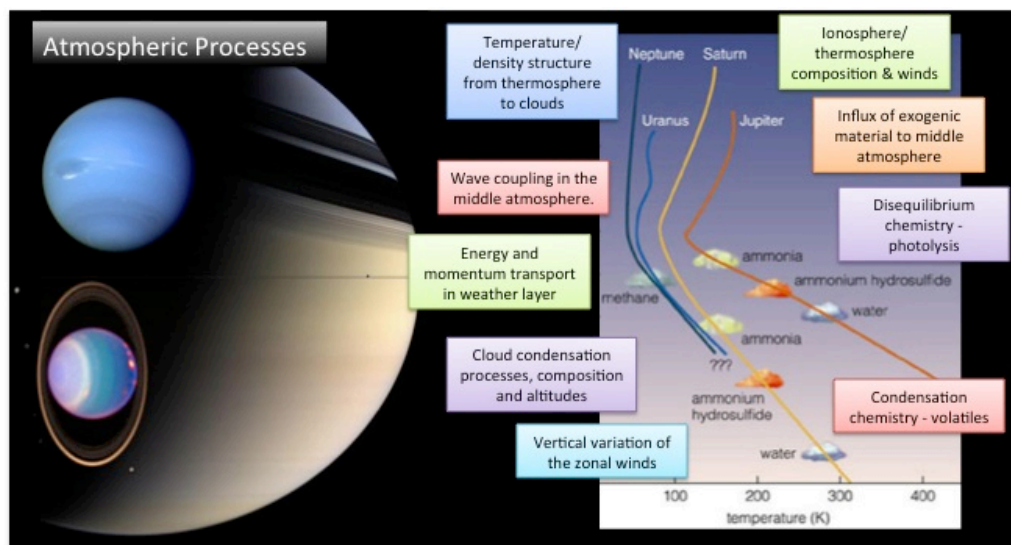 Atmospheric Processes
Temperature/
density structure
from thermosphere
to clouds
Ionosphere/
thermosphere
composition & winds
Neptune
Saturn
Uranus
Jupiter
Influx of exogenic
material to middle
atmosphere
Wave coupling in the
middle atmosphere.
Disequilibrium
chemistry -
photolysis
Energy and
momentum transport
in weather layer
ammonia
ammonium hydrosulfide
methane
water
ammonia
Cloud condensation
processes, composition
and altitudes
???
ammonium
hydrosulfide
Condensation
chemistry - volatiles
Vertical variation of
the zonal winds
water
100
200
300
400
temperature (K)